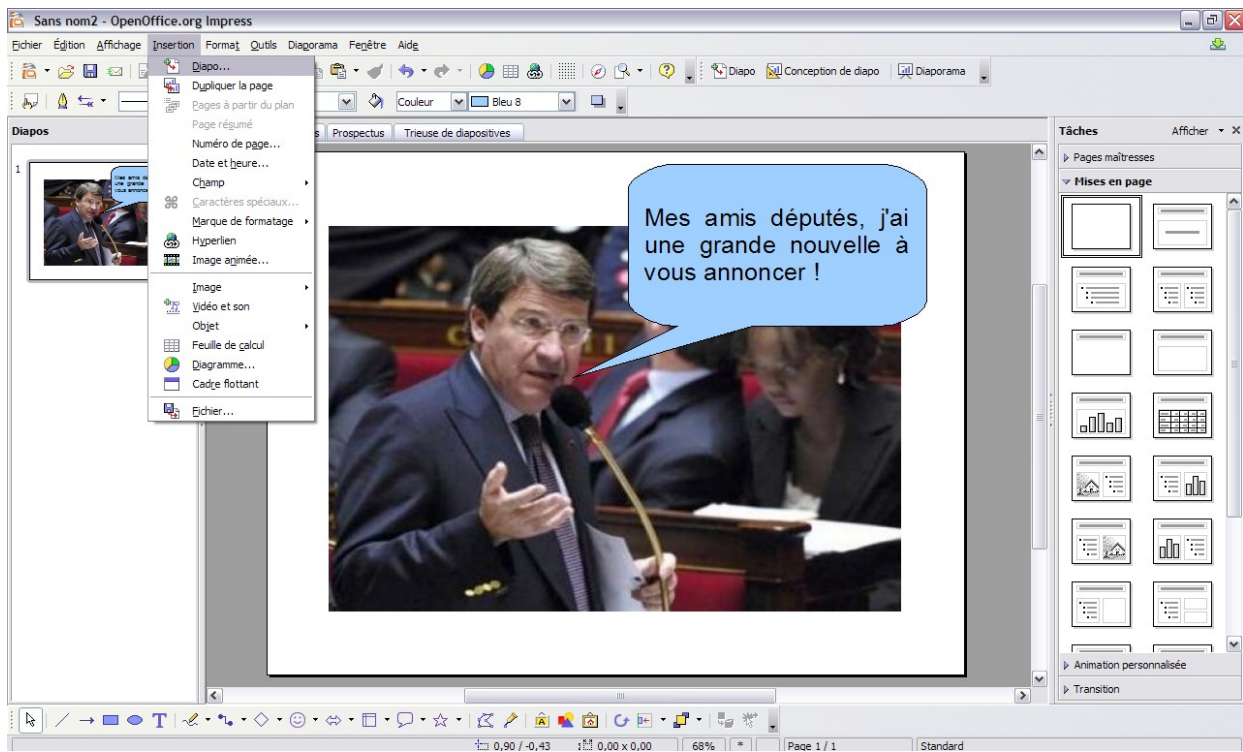 Sans nom2 - OpenOffice.org Impress
Fichier Édition Affichage Insertion Format Outils Diaporama Fenêtre Aide
Diapo Conception de diapo Diaporama
Couleur Bleu 8
Diapos
Prospectus Trieuse de diapositives
Diapo...
Dupliquer la page
Pages à partir du plan
Page résumé
Numéro de page...
Date et heure...
Champ
Caractères spéciaux...
Marque de formatage
Hyperlien
Image animée...
Image
Vidéo et son
Objet
Feuille de calcul
Diagramme...
Cadre flottant
Fichier...
1
Mes amis députés, j'ai
une grande nouvelle à
vous annoncer !
Tâches Afficher
Pages maîtresses
Mises en page
Animation personnalisée
Transition
0,90 / -0,43 0,00 x 0,00 68% * Page 1 / 1 Standard